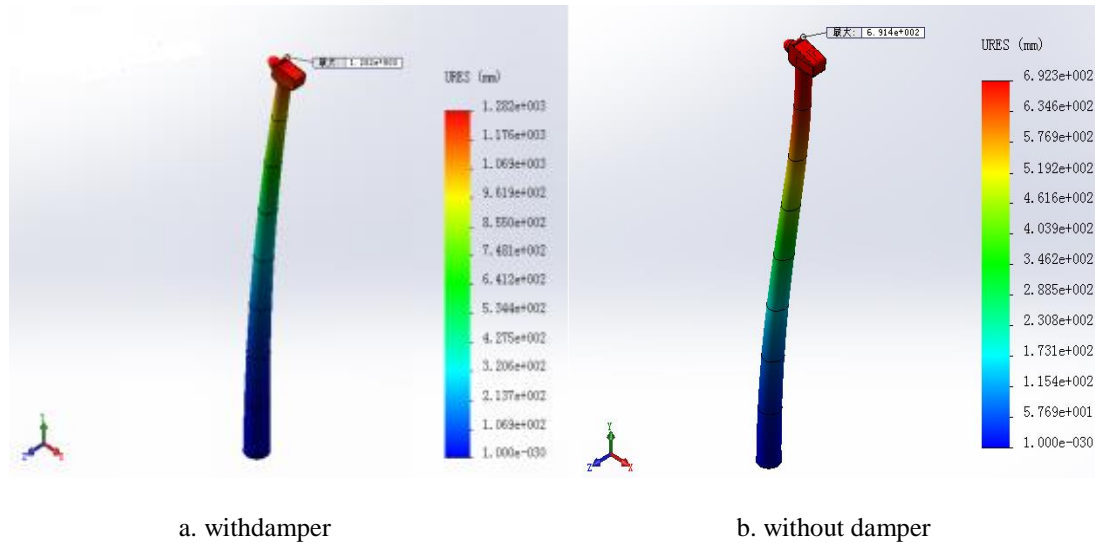 最大: 1.282e+003
URES (mm)
1.282e+003
1.176e+003
1.069e+003
9.619e+002
8.550e+002
7.481e+002
6.412e+002
5.344e+002
4.275e+002
3.206e+002
2.137e+002
1.069e+002
1.000e-030
a. withdamper
最大: 6.914e+002
URES (mm)
6.923e+002
6.346e+002
5.769e+002
5.192e+002
4.616e+002
4.039e+002
3.462e+002
2.885e+002
2.308e+002
1.731e+002
1.154e+002
5.769e+001
1.000e-030
Y
Z
X
b. without damper